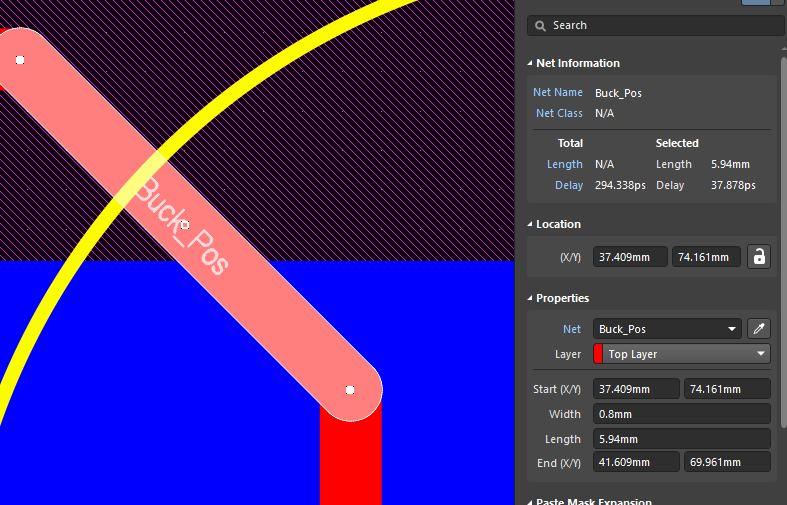 Buck_Pos
Search
Net Information
Net Name Buck_Pos
Net Class N/A
Total Selected
Length N/A Length 5.94mm
Delay 294.338ps Delay 37.878ps
Location
(X/Y) 37.409mm 74.161mm
Properties
Net Buck_Pos
Layer Top Layer
Start (X/Y) 37.409mm 74.161mm
Width 0.8mm
Length 5.94mm
End (X/Y) 41.609mm 69.961mm
Paste Mask Expansion